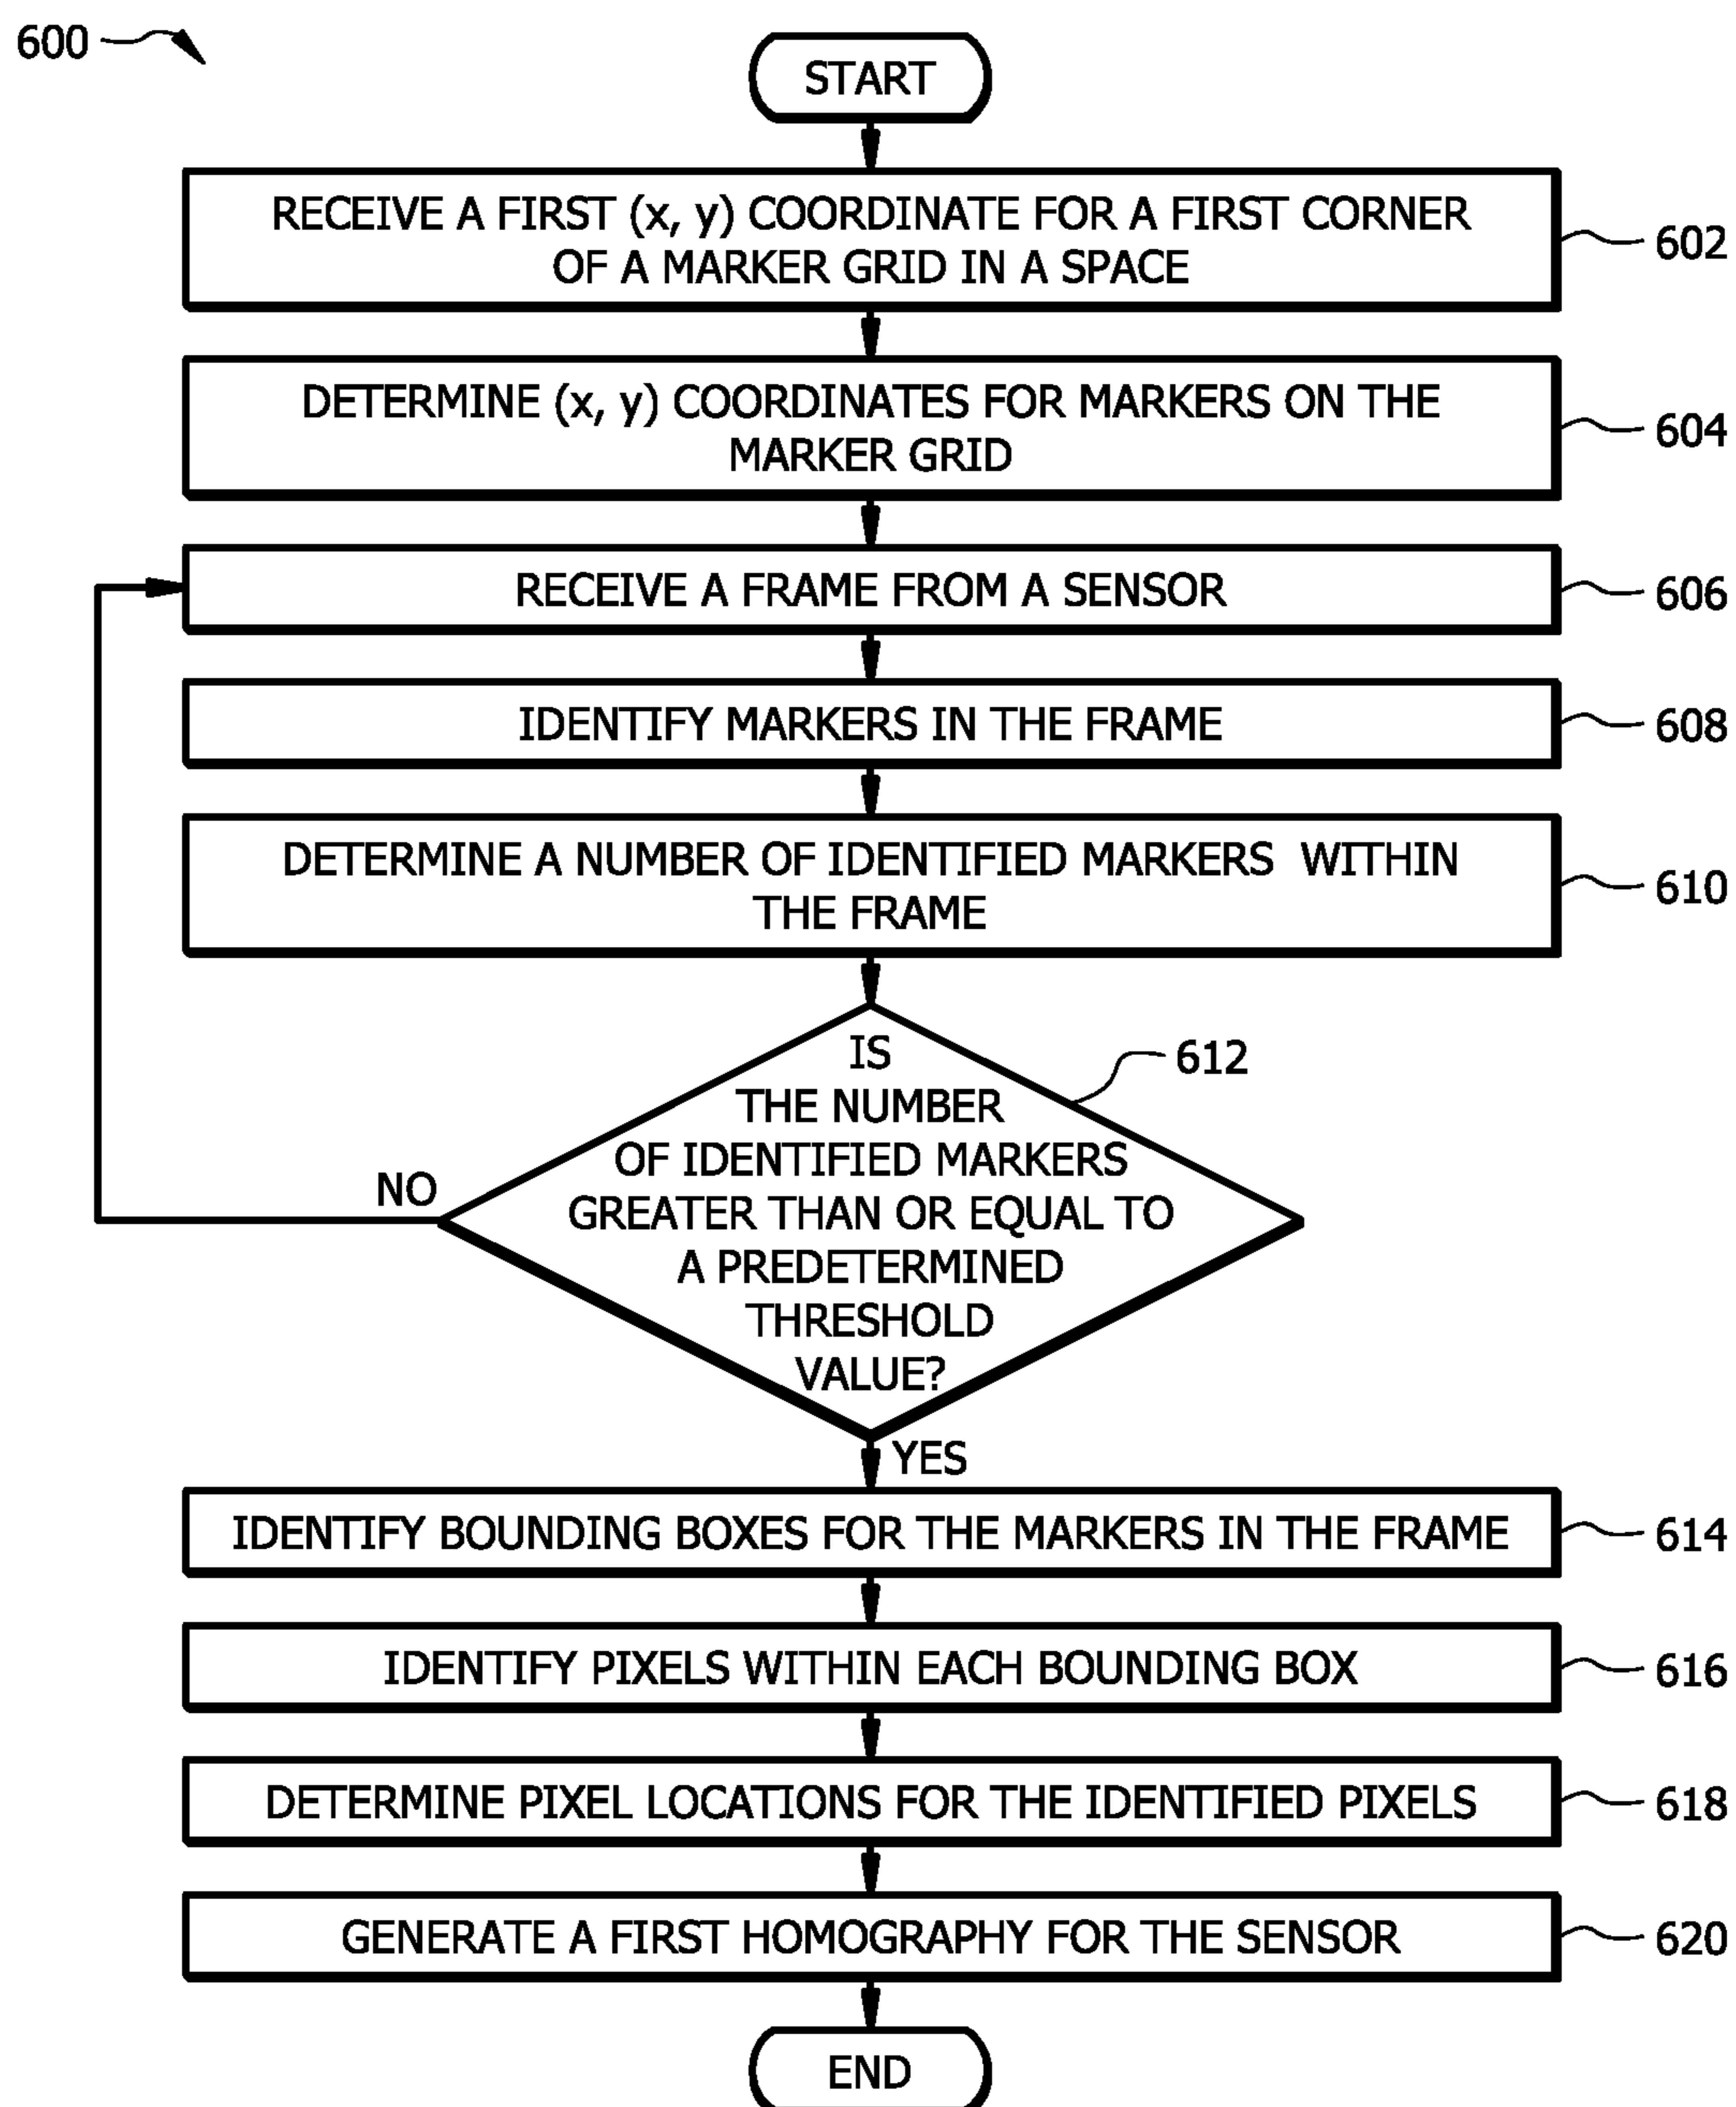 600
START
RECEIVE A FIRST (x, y) COORDINATE FOR A FIRST CORNER
OF A MARKER GRID IN A SPACE
602
DETERMINE (x, y) COORDINATES FOR MARKERS ON THE
MARKER GRID
604
RECEIVE A FRAME FROM A SENSOR
606
IDENTIFY MARKERS IN THE FRAME
608
DETERMINE A NUMBER OF IDENTIFIED MARKERS WITHIN
THE FRAME
610
IS
THE NUMBER
OF IDENTIFIED MARKERS
GREATER THAN OR EQUAL TO
A PREDETERMINED
THRESHOLD
VALUE?
612
NO
YES
IDENTIFY BOUNDING BOXES FOR THE MARKERS IN THE FRAME
614
IDENTIFY PIXELS WITHIN EACH BOUNDING BOX
616
DETERMINE PIXEL LOCATIONS FOR THE IDENTIFIED PIXELS
618
GENERATE A FIRST HOMOGRAPHY FOR THE SENSOR
620
END